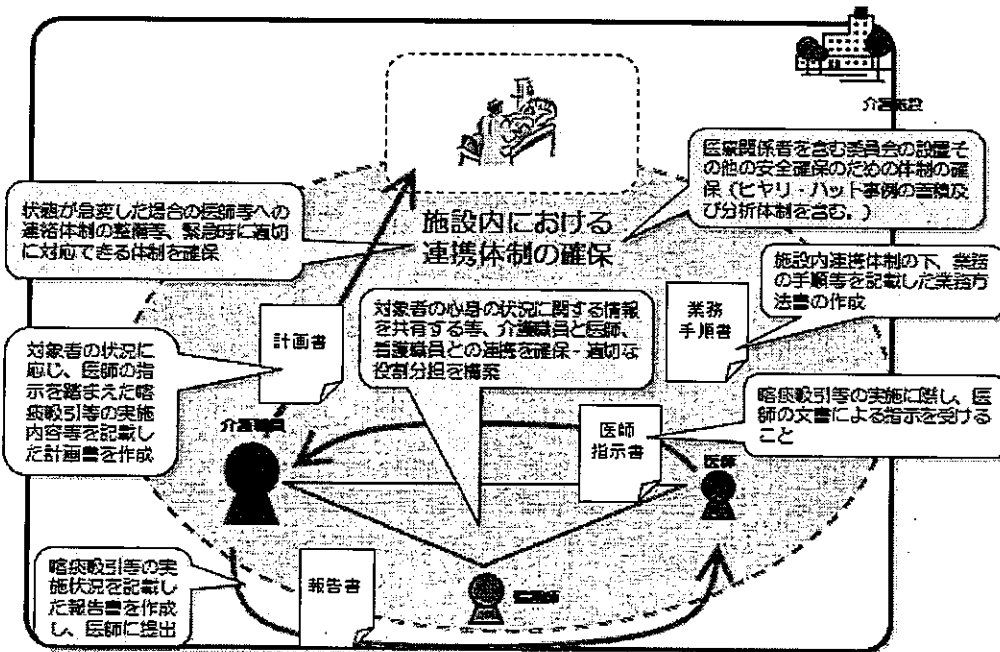 介護施設
医療関係者を含む委員会の設置そ
の他の安全確保のための体制の確
保（ヒヤリ・ハット事例の蓄積及
び分析体制を含む。）
状態が急変した場合の医師等への
連絡体制の整備等、緊急時に適切
に対応できる体制を確保
施設内における
連携体制の確保
施設内連携体制の下、業務
の手順等を記載した業務方
法書の作成
業務
手順書
計画書
対象者の心身の状況に関する情報
を共有する等、介護職員と医師、
看護職員との連携を確保・適切な
役割分担を構築
対象者の状況に
応じ、医師の指
示を踏まえた喀
痰吸引等の実施
内容等を記載し
た計画書を作成
喀痰吸引等の実施に際し、医
師の文書による指示を受ける
こと
医師
指示書
介護職員
医師
喀痰吸引等の実
施状況を記載し
た報告書を作成
し、医師に提出
報告書
看護師